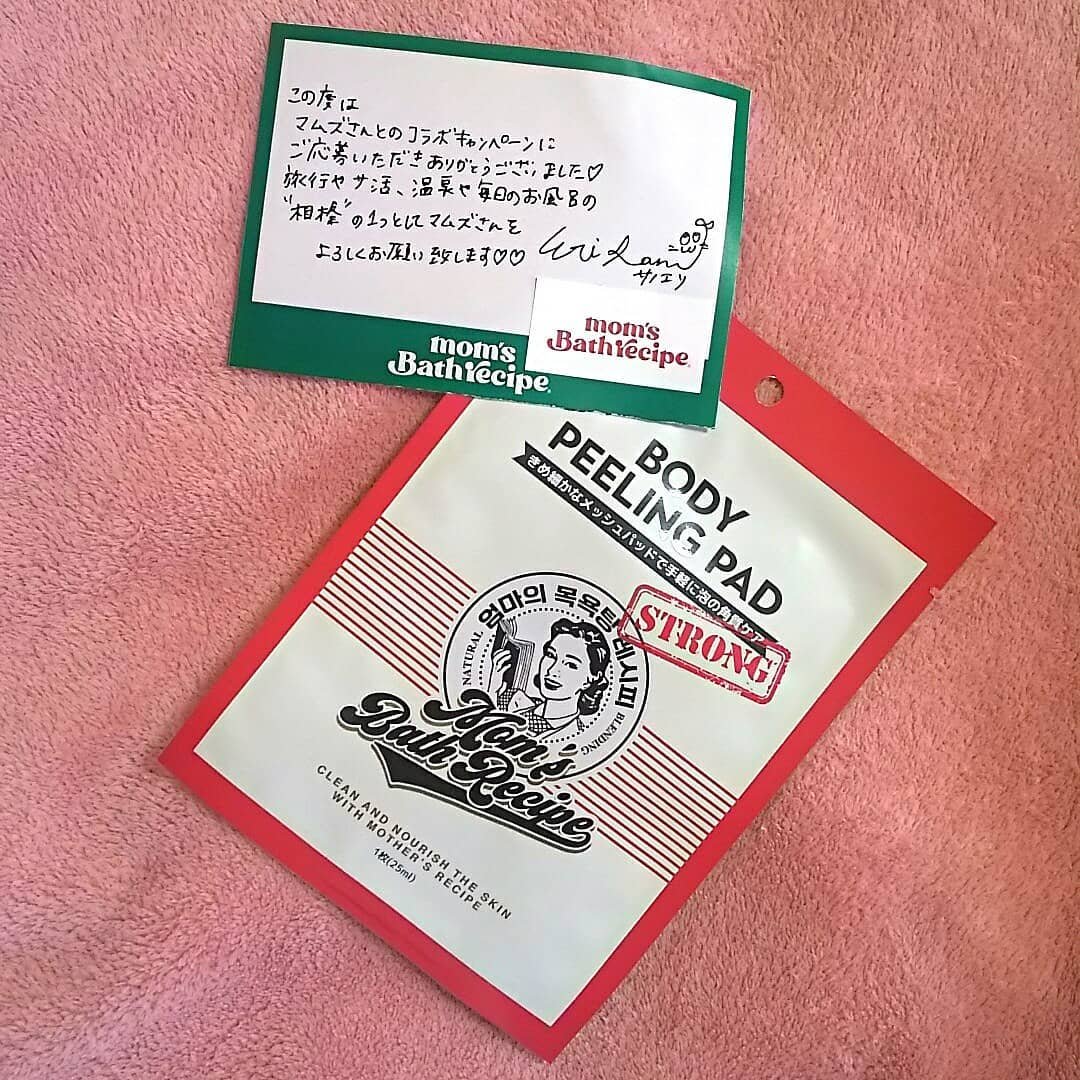 この度は
マムズさんとのコラボキャンペーンに
ご応募いただきありがとうございました♡
旅行やサ活、温泉や毎日のお風呂の
"相棒"の1つとしてマムズさんを
よろしくお願い致します♡♡
サノエリ
mom's
Bath recipe®
mom's
Bath recipe®
BODY
PEELING PAD
きめ細かなメッシュパッドで手軽に泡の角質ケア
STRONG
엄마의 목욕탕 레시피
NATURAL
BLENDING
Mom's
Bath Recipe
CLEAN AND NOURISH THE SKIN
WITH MOTHER'S RECIPE
1枚(25ml)